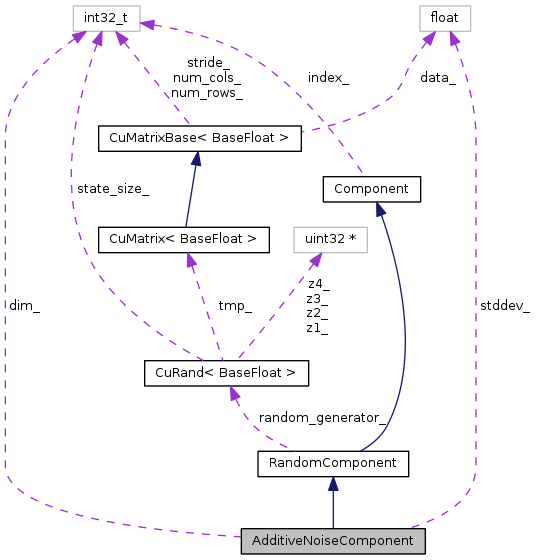 int32_t
float
stride_
num_cols_
num_rows_
index_
data_
CuMatrixBase< BaseFloat >
state_size_
Component
CuMatrix< BaseFloat >
uint32 *
dim_
tmp_
z4_
z3_
z2_
z1_
stddev_
CuRand< BaseFloat >
random_generator_
RandomComponent
AdditiveNoiseComponent